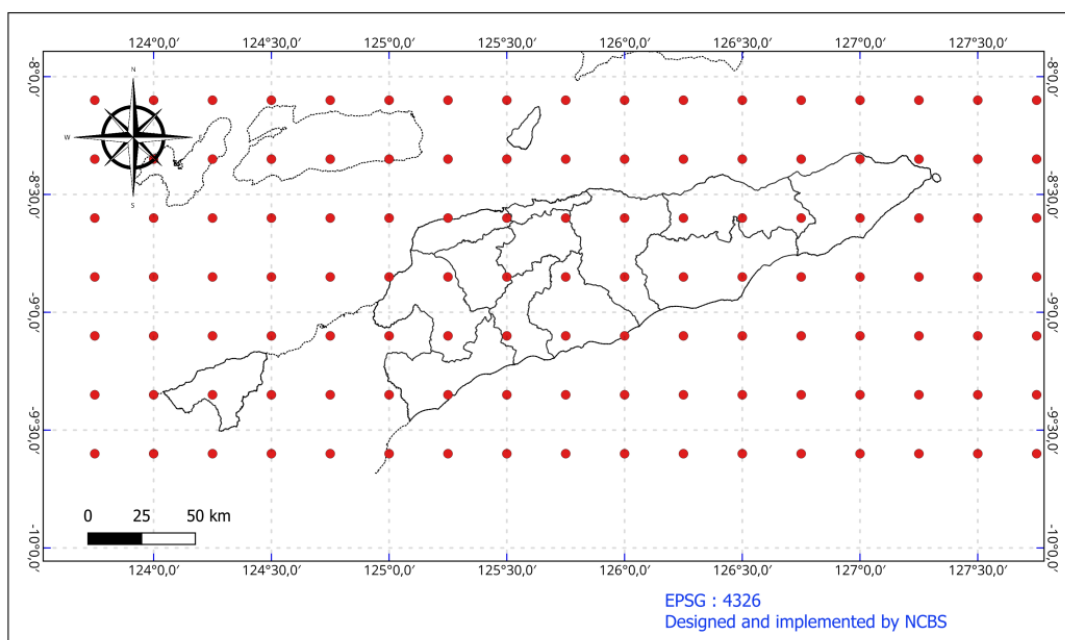 124°0,0' 124°30,0' 125°0,0' 125°30,0' 126°0,0' 126°30,0' 127°0,0' 127°30,0'
-8°0,0' -8°0,0'
N
W E
S
-8°30,0' -8°30,0'
-9°0,0' -9°0,0'
-9°30,0' -9°30,0'
0 25 50 km
-10°0,0' -10°0,0'
124°0,0' 124°30,0' 125°0,0' 125°30,0' 126°0,0' 126°30,0' 127°0,0' 127°30,0'
EPSG : 4326
Designed and implemented by NCBS